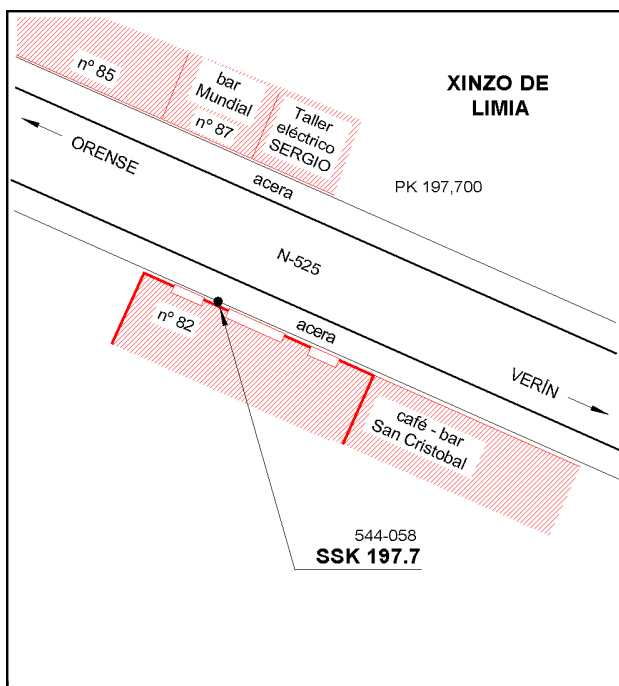 XINZO DE
LIMIA
nº 85
bar
Mundial
nº 87
Taller
eléctrico
SERGIO
ORENSE
acera
PK 197,700
N-525
nº 82
acera
VERÍN
café - bar
San Cristobal
544-058
SSK 197.7